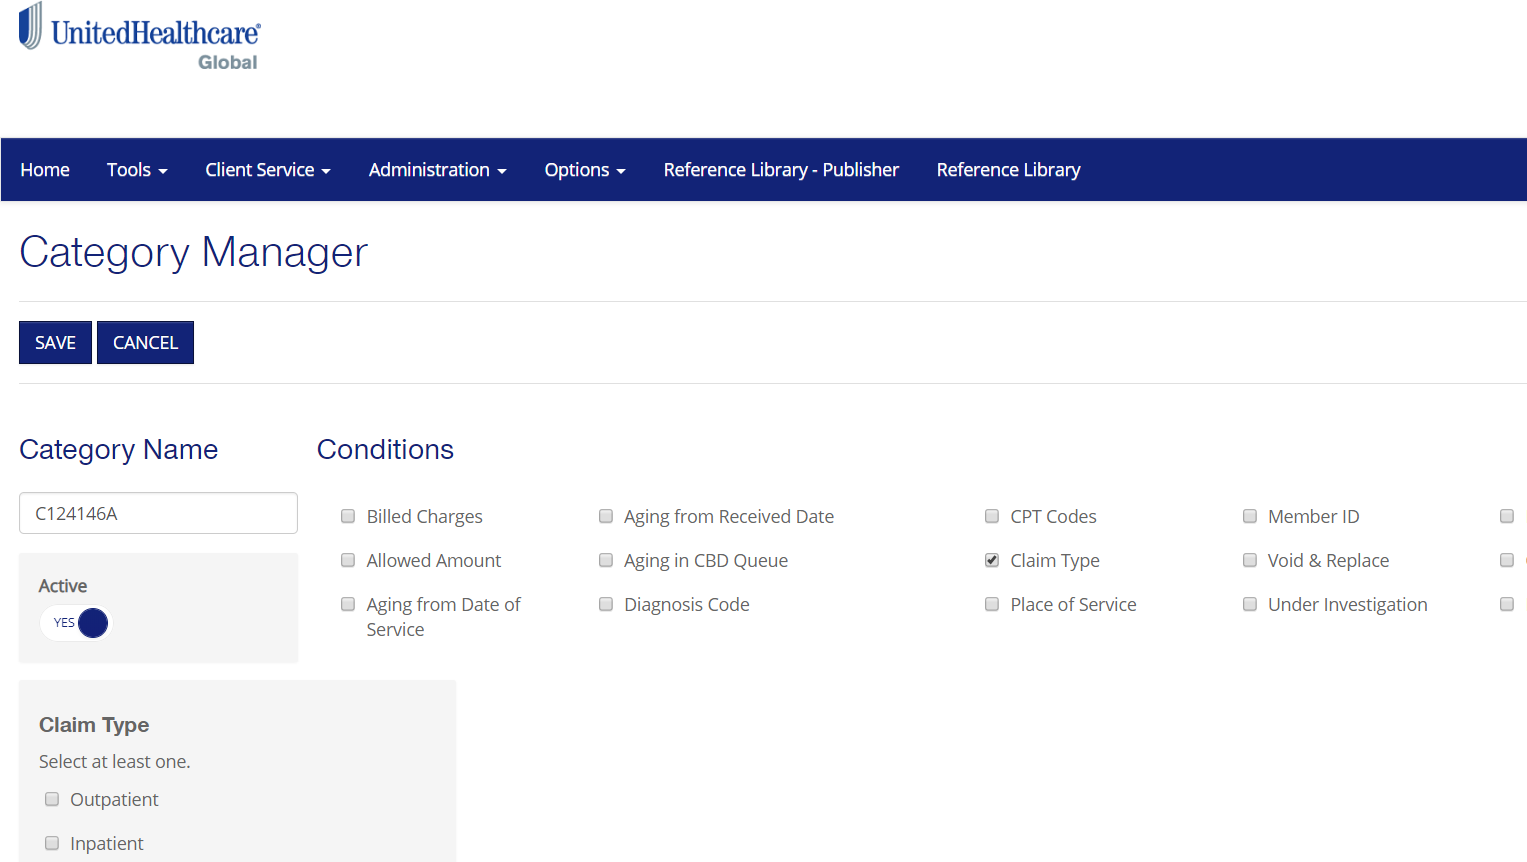 UnitedHealthcare®
Global
Home Tools Client Service Administration Options Reference Library - Publisher Reference Library
Category Manager
SAVE CANCEL
Category Name Conditions
C124146A
Billed Charges Aging from Received Date CPT Codes Member ID
Allowed Amount Aging in CBD Queue Claim Type Void & Replace
Aging from Date of Service Diagnosis Code Place of Service Under Investigation
Active
YES
Claim Type
Select at least one.
Outpatient
Inpatient